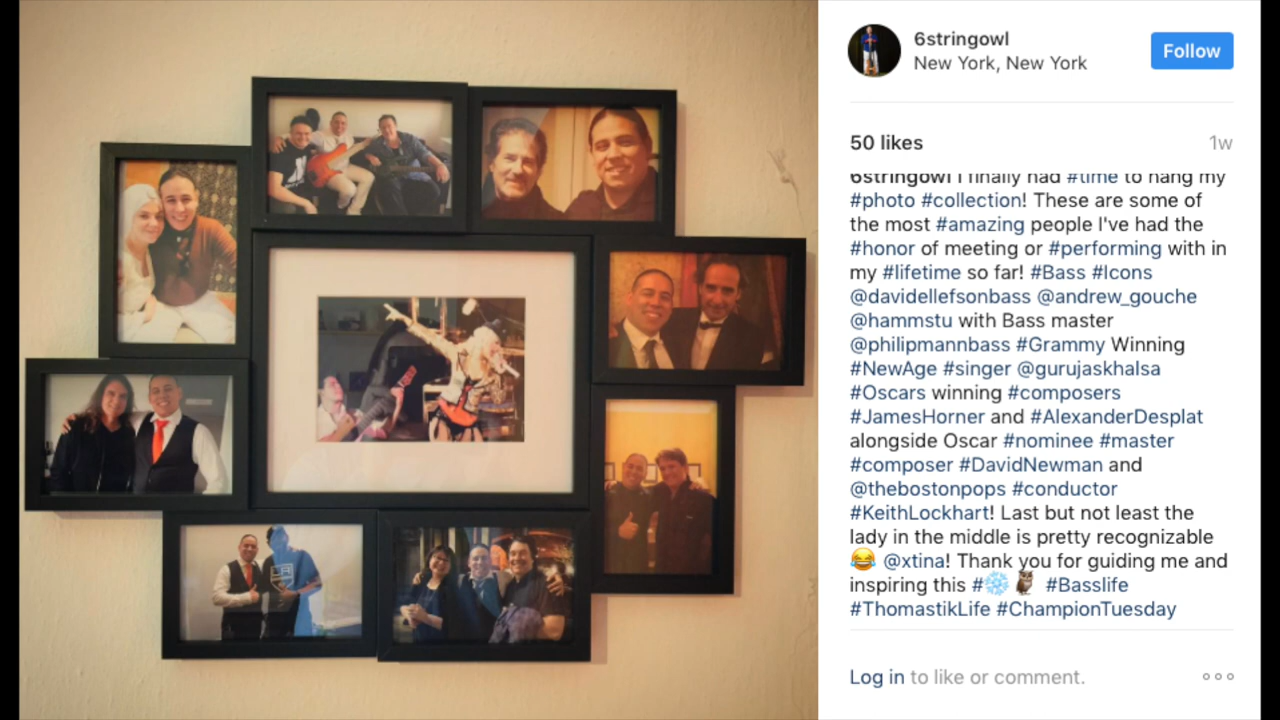 6stringowl
New York, New York
Follow
50 likes
1w
6stringowl I finally had #time to hang my
#photo #collection! These are some of
the most #amazing people I've had the
#honor of meeting or #performing with in
my #lifetime so far! #Bass #Icons
@davidellefsonbass @andrew_gouche
@hammstu with Bass master
@philipmannbass #Grammy Winning
#NewAge #singer @gurujaskhalsa
#Oscars winning #composers
#JamesHorner and #AlexanderDesplat
alongside Oscar #nominee #master
#composer #DavidNewman and
@thebostonpops #conductor
#KeithLockhart! Last but not least the
lady in the middle is pretty recognizable
😂 @xtina! Thank you for guiding me and
inspiring this #❄️🦉 #Basslife
#ThomastikLife #ChampionTuesday
Log in to like or comment.